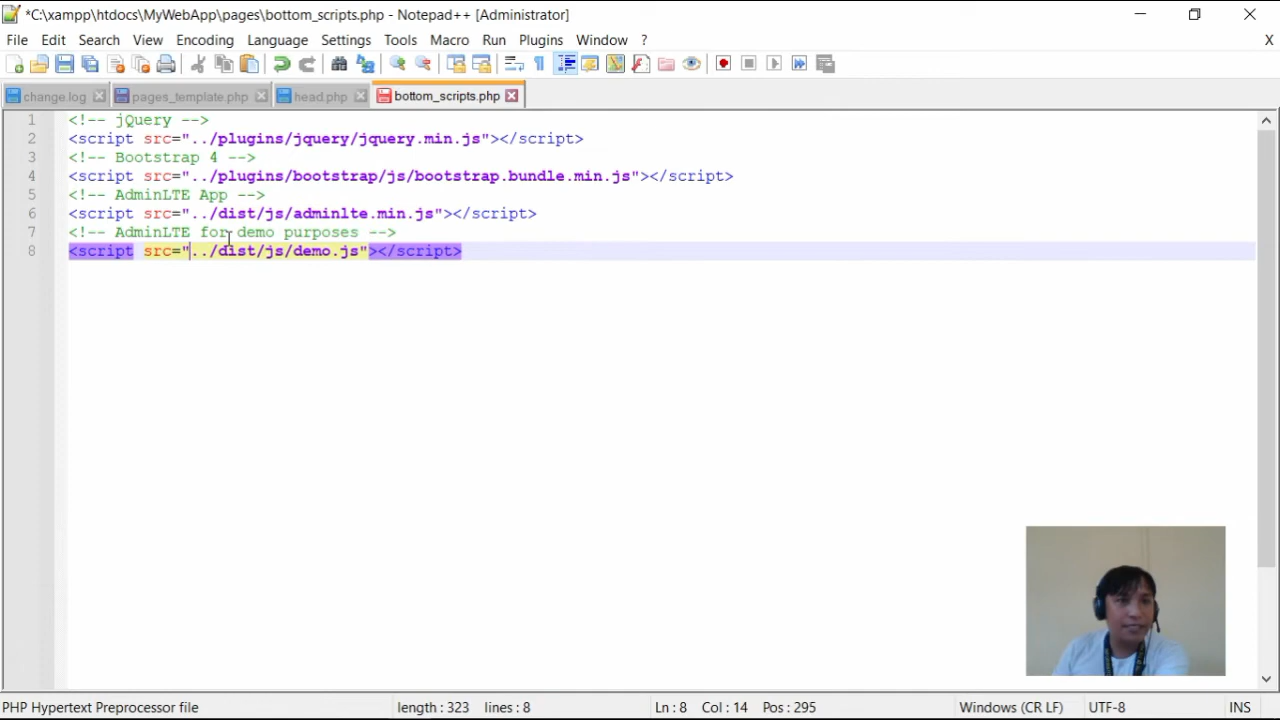 *C:\xampp\htdocs\MyWebApp\pages\bottom_scripts.php - Notepad++ [Administrator]
File Edit Search View Encoding Language Settings Tools Macro Run Plugins Window ? X
change.log pages_template.php head.php bottom_scripts.php
1 <!-- jQuery -->
2 <script src="../plugins/jquery/jquery.min.js"></script>
3 <!-- Bootstrap 4 -->
4 <script src="../plugins/bootstrap/js/bootstrap.bundle.min.js"></script>
5 <!-- AdminLTE App -->
6 <script src="../dist/js/adminlte.min.js"></script>
7 <!-- AdminLTE for demo purposes -->
8 <script src="../dist/js/demo.js"></script>
PHP Hypertext Preprocessor file length : 323 lines : 8 Ln : 8 Col : 14 Pos : 295 Windows (CR LF) UTF-8 INS